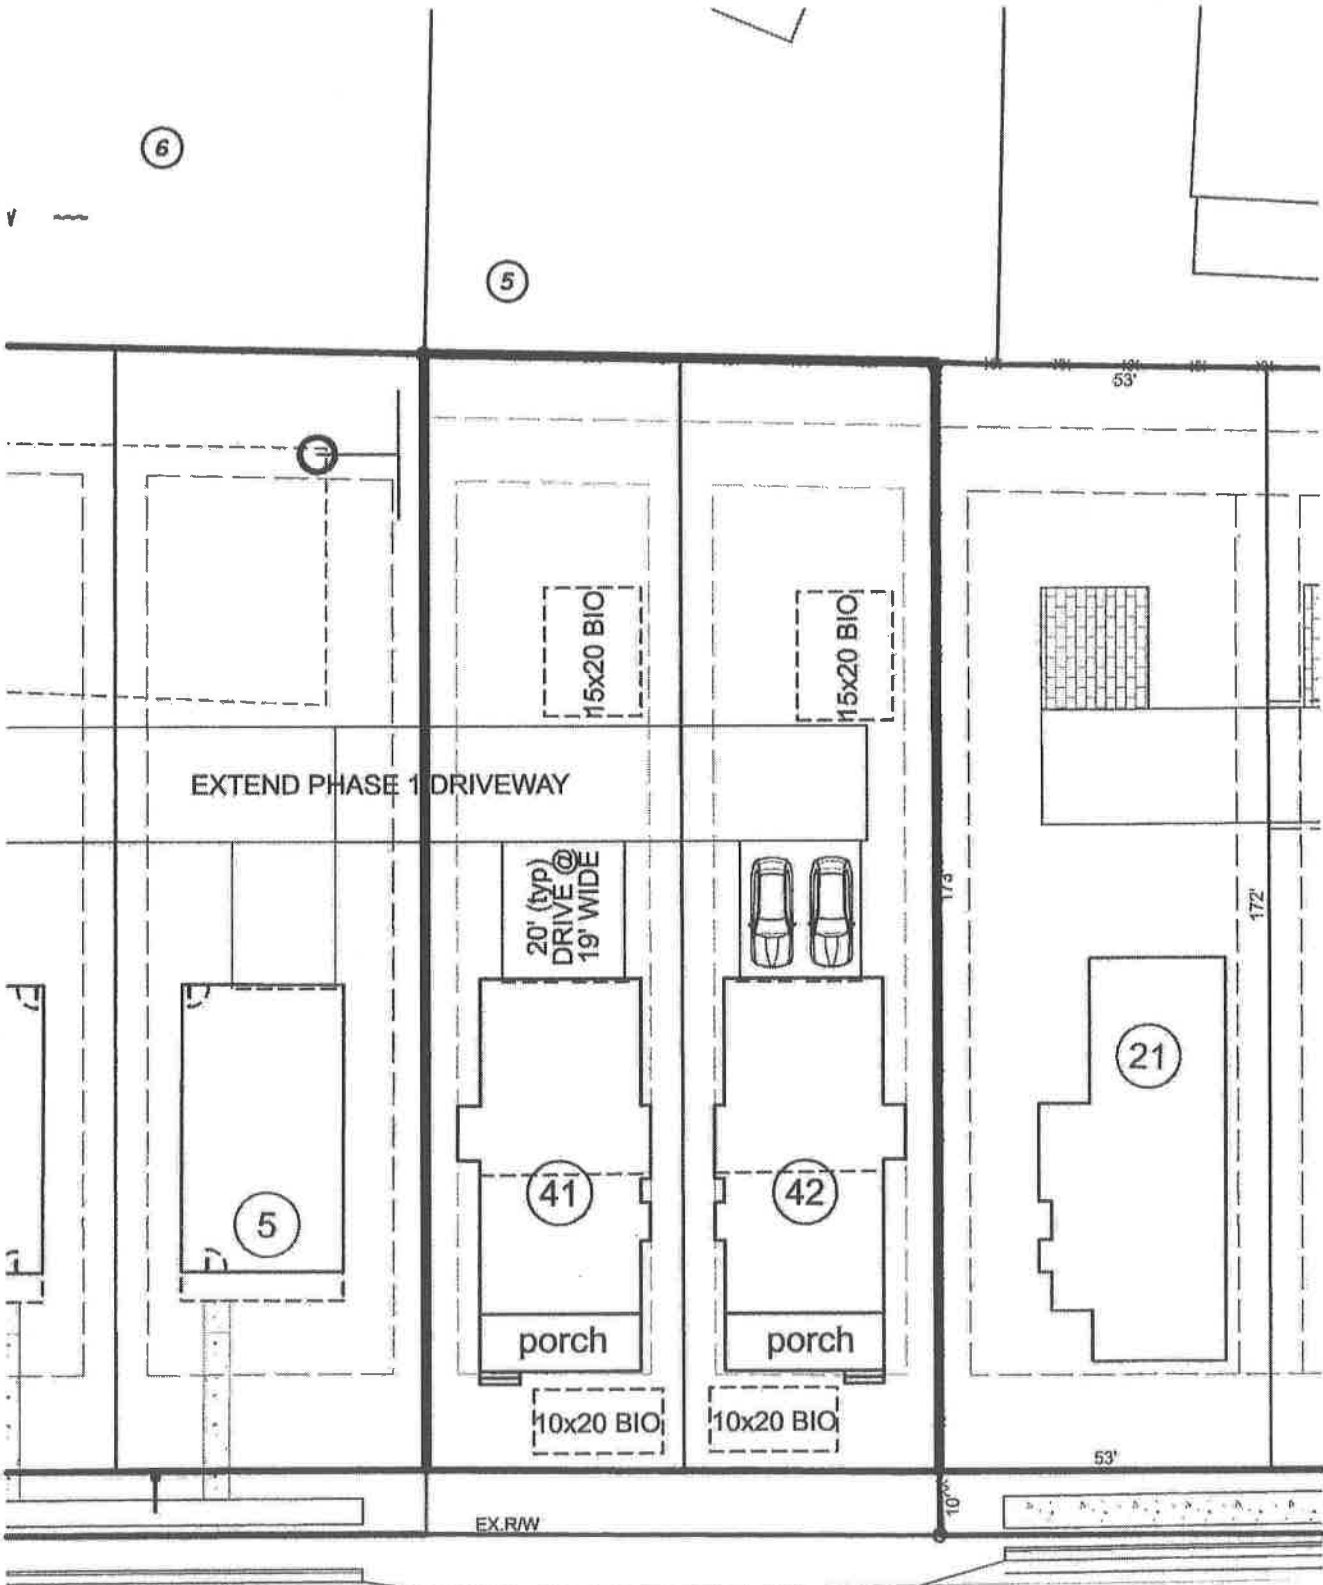 6
5
53'
15x20 BIO
15x20 BIO
EXTEND PHASE 1 DRIVEWAY
20' (typ)
DRIVE @
19' WIDE
173'
172'
21
41
42
5
porch
porch
10x20 BIO
10x20 BIO
53'
10'
EX.R/W